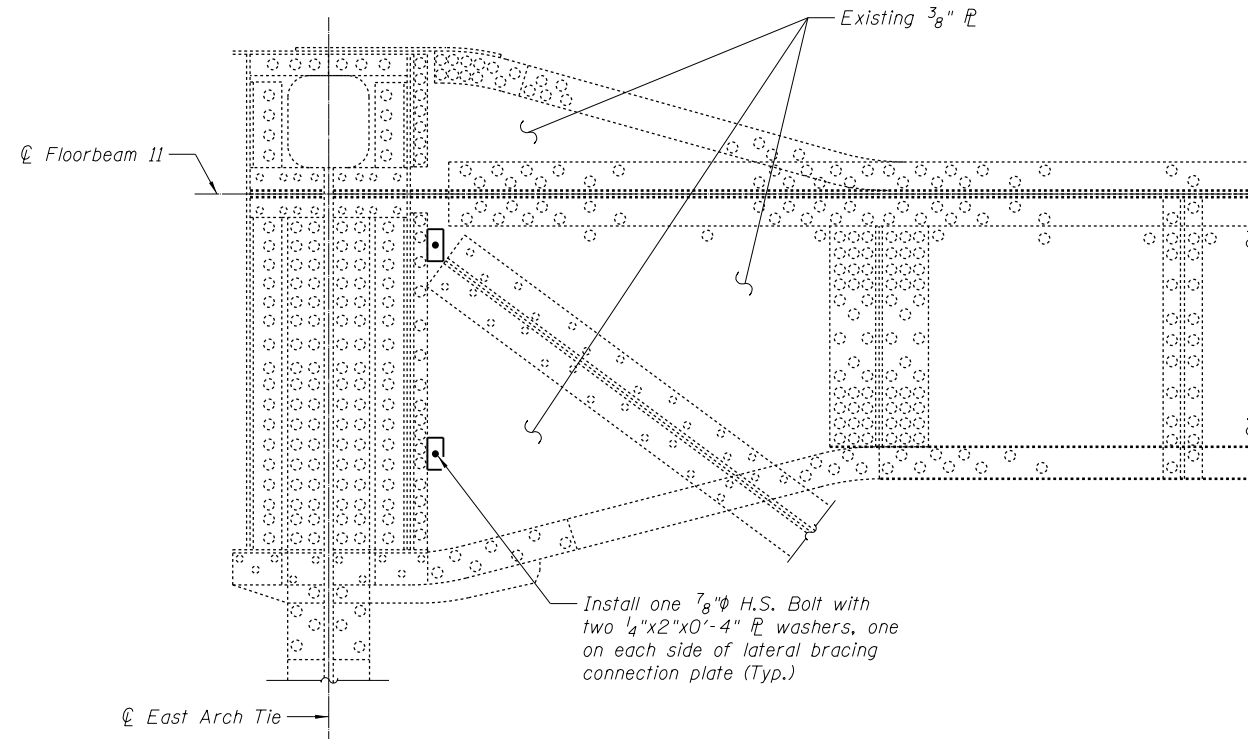 Existing 3/8" ℄ PL
℄ Floorbeam 11
Install one 7/8"φ H.S. Bolt with
two 1/4"x2"x0'-4" PL washers, one
on each side of lateral bracing
connection plate (Typ.)
℄ East Arch Tie